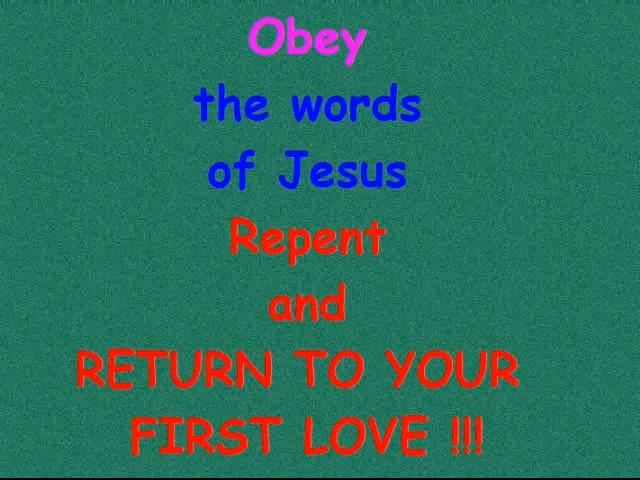 Obey
the words
of Jesus
Repent
and
RETURN TO YOUR
FIRST LOVE !!!